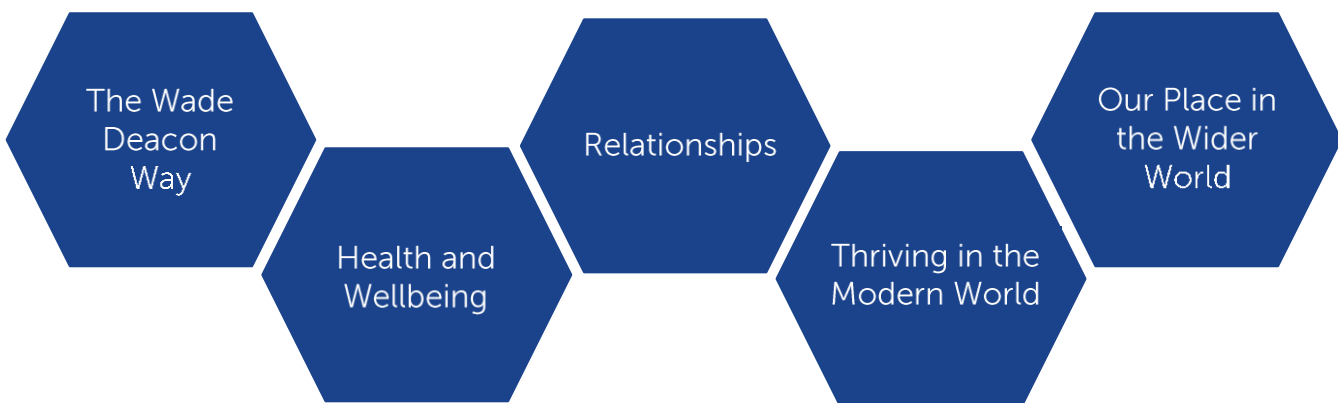 The Wade
Deacon
Way
Health and
Wellbeing
Relationships
Thriving in the
Modern World
Our Place in
the Wider
World